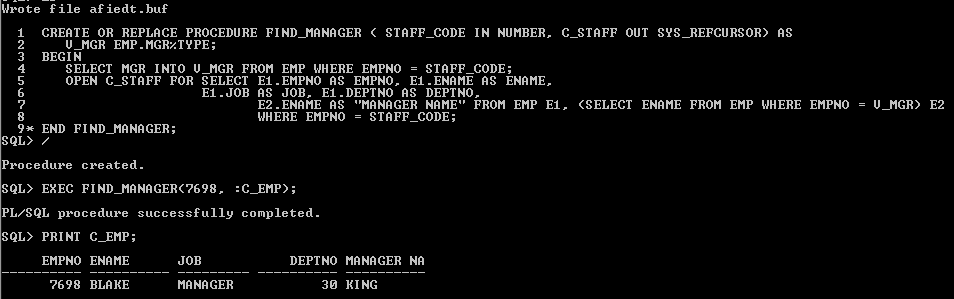 Wrote file afiedt.buf
  1  CREATE OR REPLACE PROCEDURE FIND_MANAGER ( STAFF_CODE IN NUMBER, C_STAFF OUT SYS_REFCURSOR) AS
  2     V_MGR EMP.MGR%TYPE;
  3  BEGIN
  4     SELECT MGR INTO V_MGR FROM EMP WHERE EMPNO = STAFF_CODE;
  5     OPEN C_STAFF FOR SELECT E1.EMPNO AS EMPNO, E1.ENAME AS ENAME,
  6                      E1.JOB AS JOB, E1.DEPTNO AS DEPTNO,
  7                             E2.ENAME AS "MANAGER NAME" FROM EMP E1, (SELECT ENAME FROM EMP WHERE EMPNO = V_MGR) E2
  8                             WHERE EMPNO = STAFF_CODE;
  9* END FIND_MANAGER;
SQL> /
Procedure created.
SQL> EXEC FIND_MANAGER(7698, :C_EMP);
PL/SQL procedure successfully completed.
SQL> PRINT C_EMP;
     EMPNO ENAME      JOB           DEPTNO MANAGER NA
---------- ---------- --------- ---------- ----------
      7698 BLAKE      MANAGER           30 KING